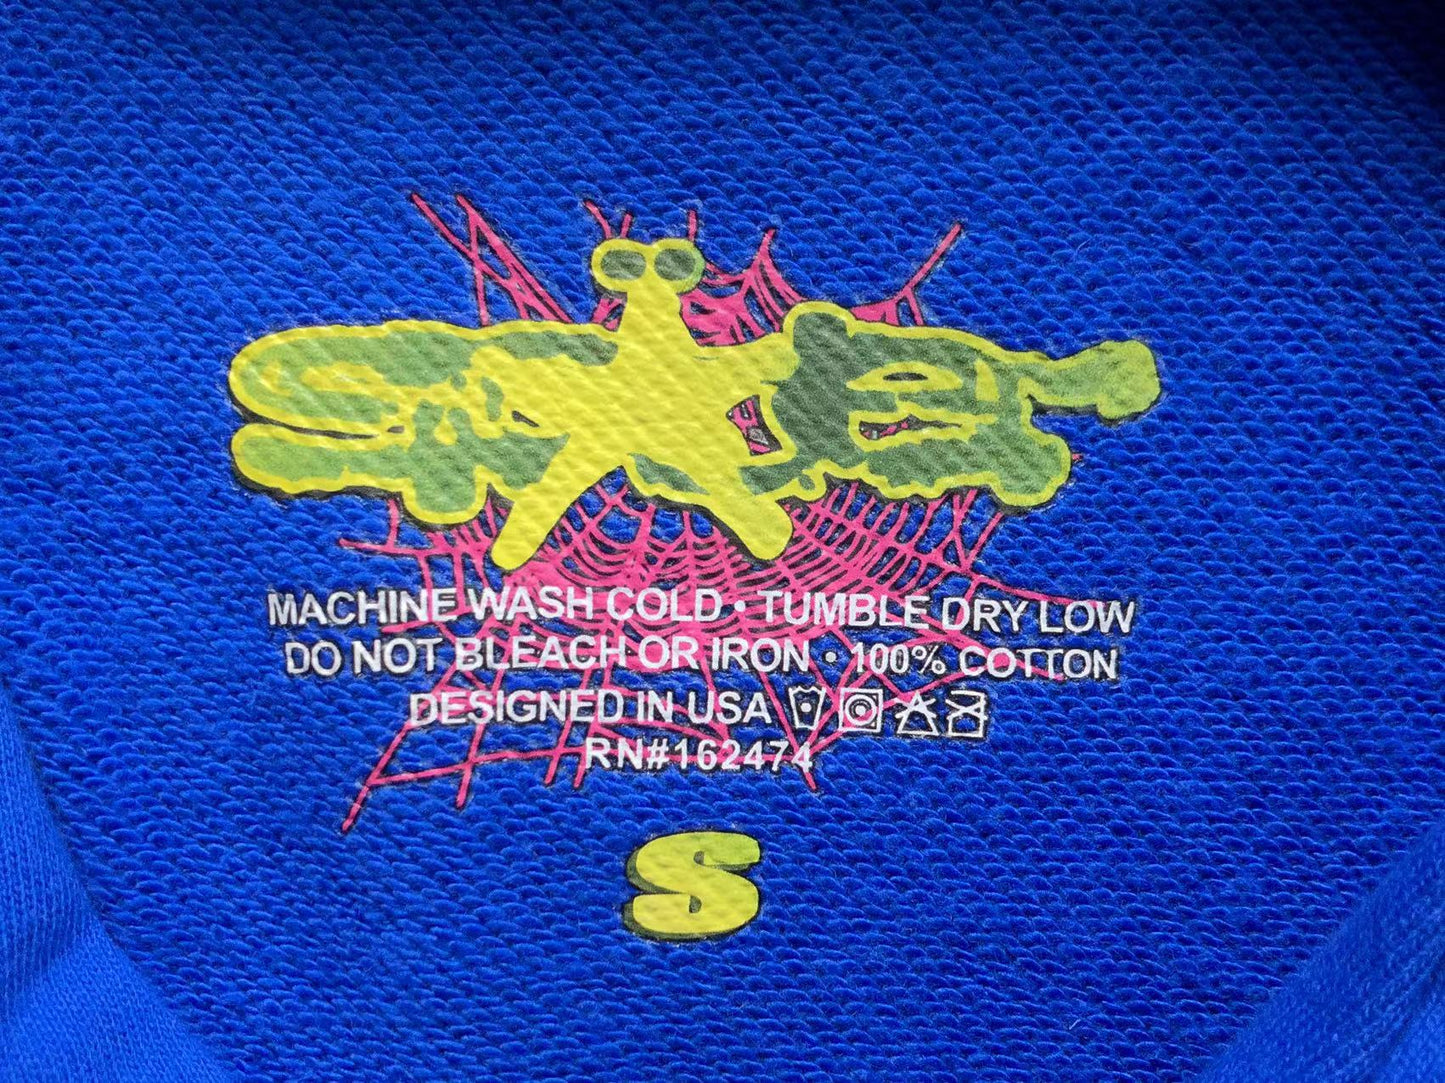 MACHINE WASH COLD • TUMBLE DRY LOW
DO NOT BLEACH OR IRON • 100% COTTON
DESIGNED IN USA
RN#162474
S